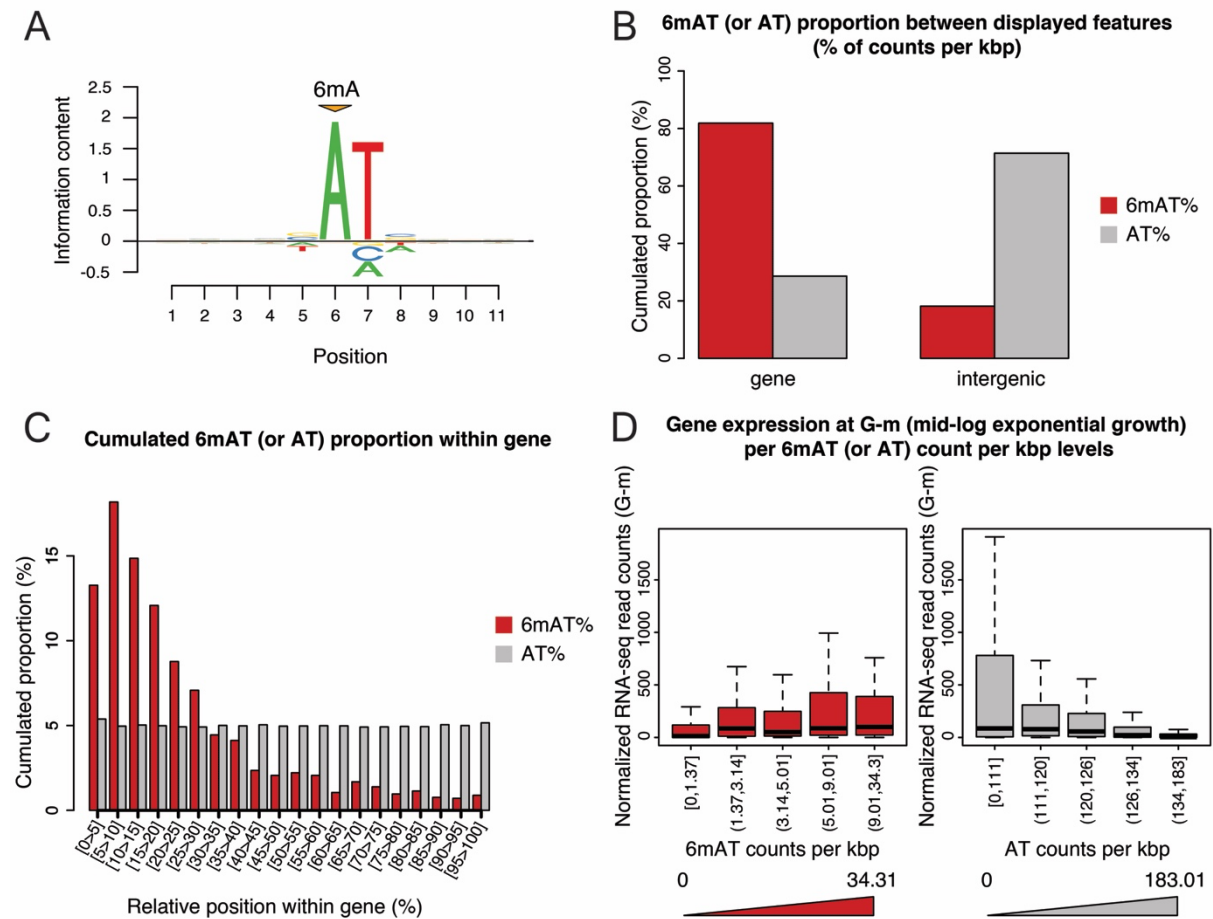 A
6mA
2.5
2
1.5
1
0.5
0
-0.5
Information content
A T
C
A
A
1 2 3 4 5 6 7 8 9 10 11
Position
B
6mAT (or AT) proportion between displayed features
(% of counts per kbp)
100
80
60
40
20
0
Cumulated proportion (%)
gene intergenic
6mAT%
AT%
C
Cumulated 6mAT (or AT) proportion within gene
15
10
5
0
Cumulated proportion (%)
6mAT%
AT%
[0>5] [5>10] [10>15] [15>20] [20>25] [25>30] [30>35] [35>40] [40>45] [45>50] [50>55] [55>60] [60>65] [65>70] [70>75] [75>80] [80>85] [85>90] [90>95] [95>100]
Relative position within gene (%)
D
Gene expression at G-m (mid-log exponential growth)
per 6mAT (or AT) count per kbp levels
Normalized RNA-seq read counts (G-m)
1500
1000
500
0
[0,1.37] (1.37,3.14] (3.14,5.01] (5.01,9.01] (9.01,34.3]
6mAT counts per kbp
0 34.31
Normalized RNA-seq read counts (G-m)
1500
1000
500
0
[0,111] (111,120] (120,126] (126,134] (134,183]
AT counts per kbp
0 183.01